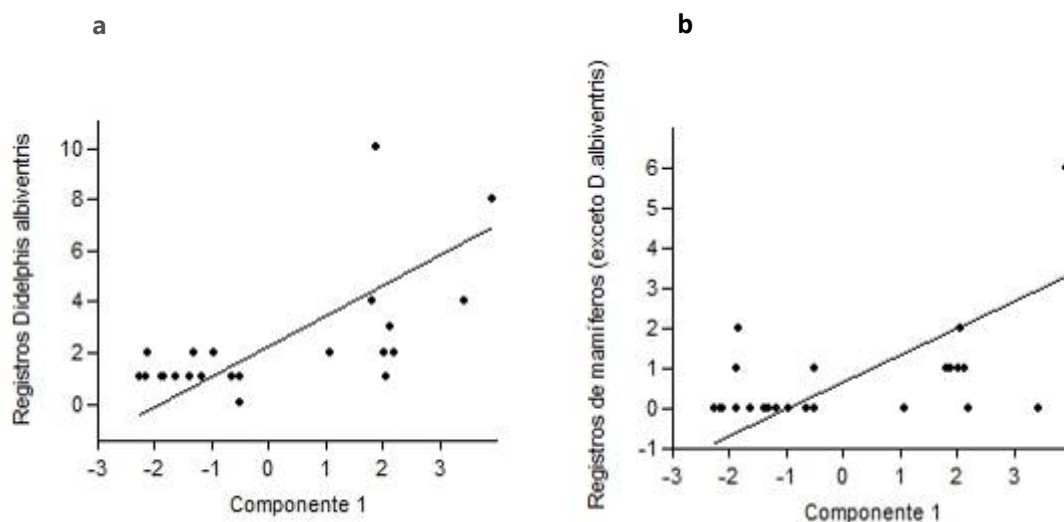 a
Registros Didelphis albiventris
10
8
6
4
2
0
-3 -2 -1 0 1 2 3
Componente 1
b
Registros de mamíferos (exceto D.albiventris)
6
5
4
3
2
1
0
-1
-3 -2 -1 0 1 2 3
Componente 1